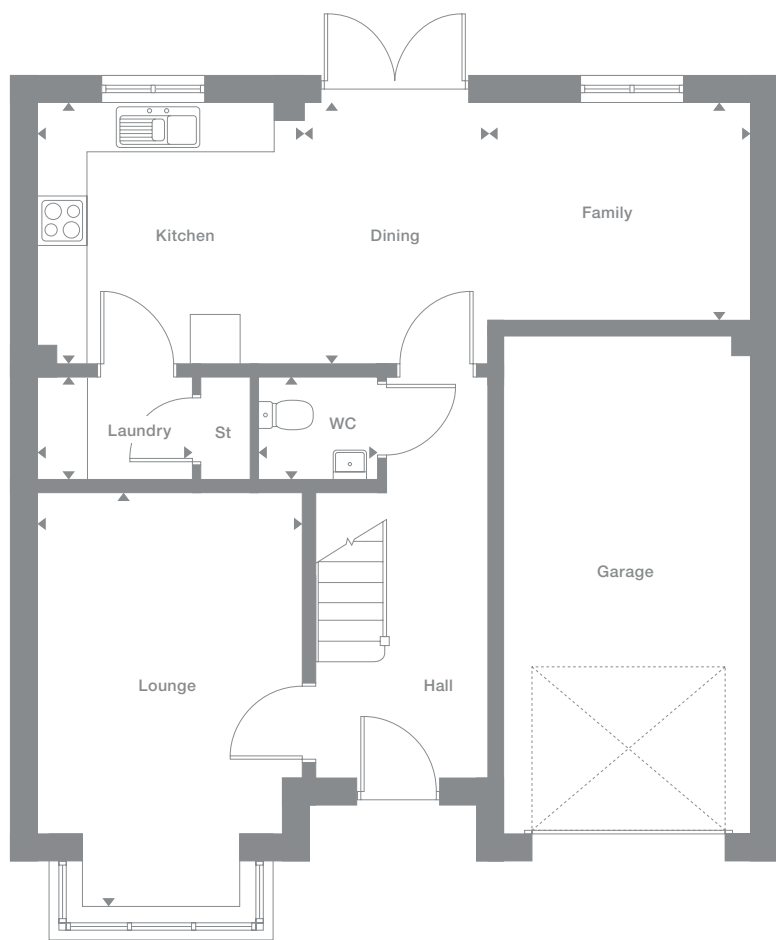 Family
Kitchen
Dining
Laundry
St
WC
Garage
Lounge
Hall